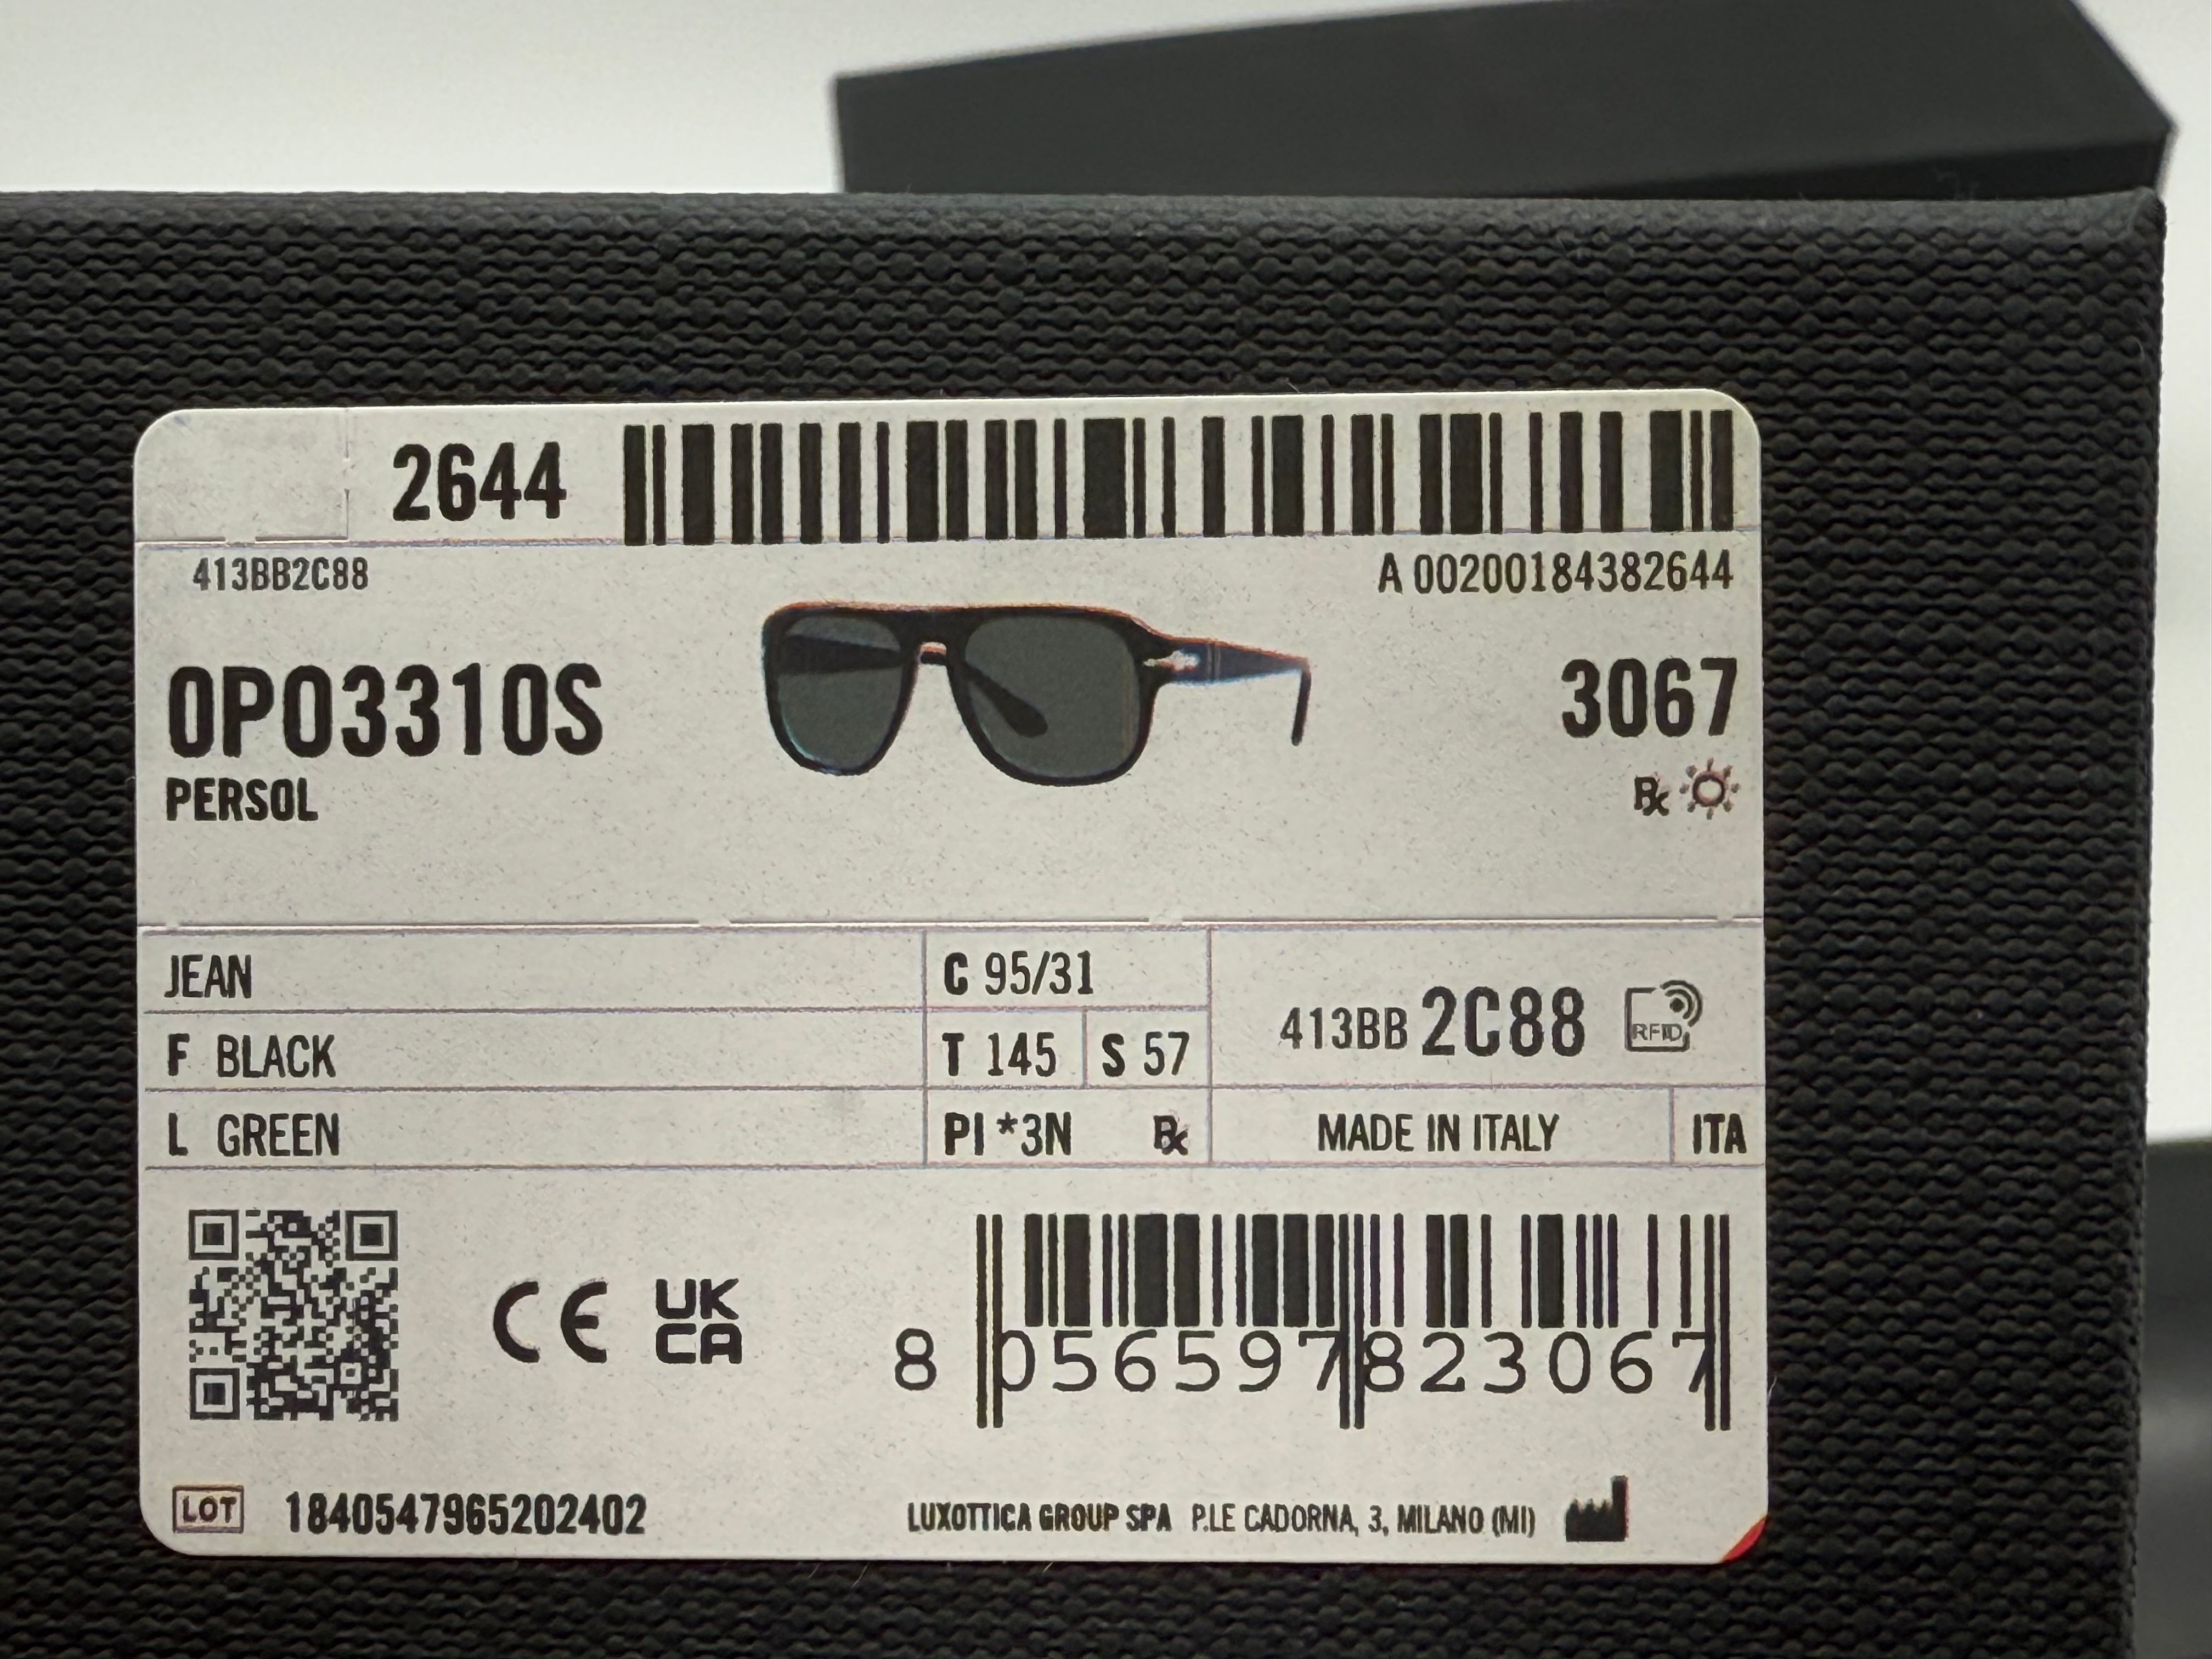 2644
413BB2C88
A 00200184382644
0PO3310S
3067
PERSOL
Rx
JEAN
C 95/31
F BLACK
T 145
S 57
413BB 2C88
RFID
L GREEN
PI *3N
Rx
MADE IN ITALY
ITA
CE
UK
CA
8 056597 823067
LOT 1840547965202402
LUXOTTICA GROUP SPA P.LE CADORNA, 3, MILANO (MI)